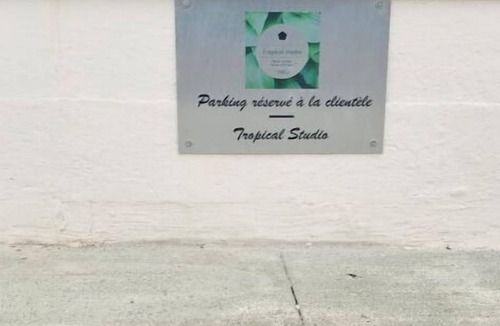 Tropical Studio
Parking réservé à la clientèle
Tropical Studio